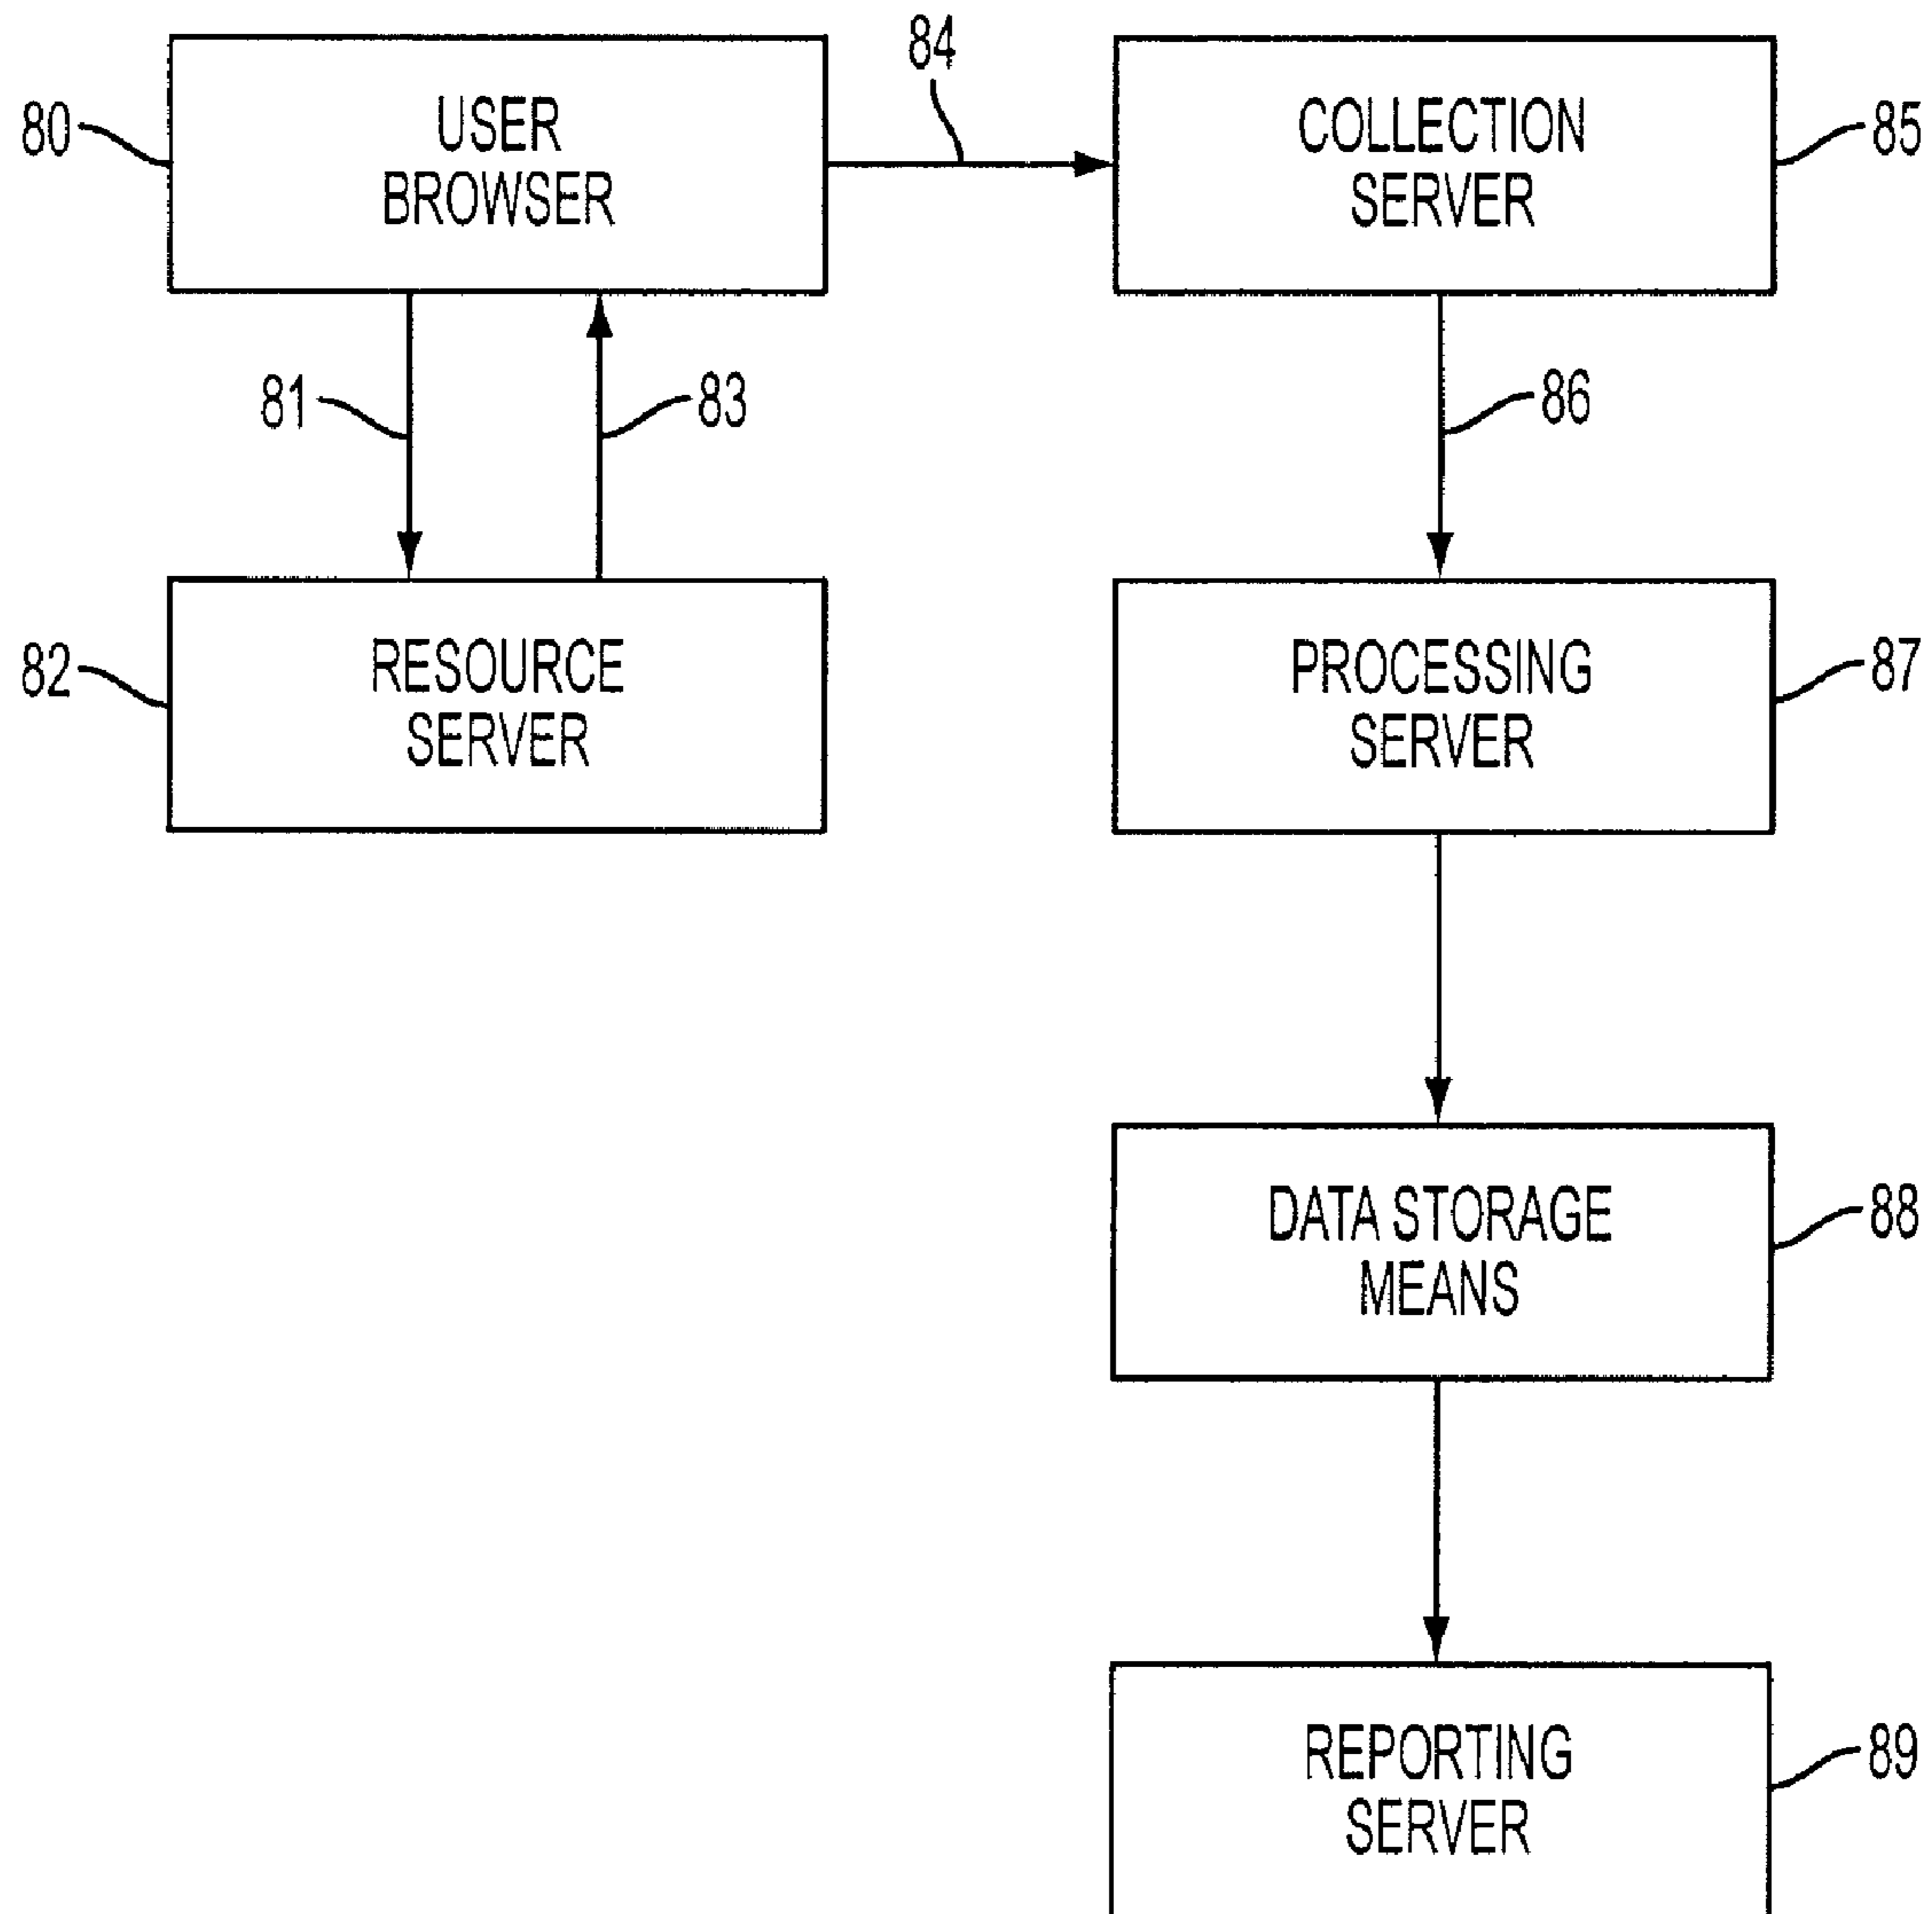 84
80
USER
BROWSER
COLLECTION
SERVER
85
81
83
86
82
RESOURCE
SERVER
PROCESSING
SERVER
87
DATA STORAGE
MEANS
88
REPORTING
SERVER
89